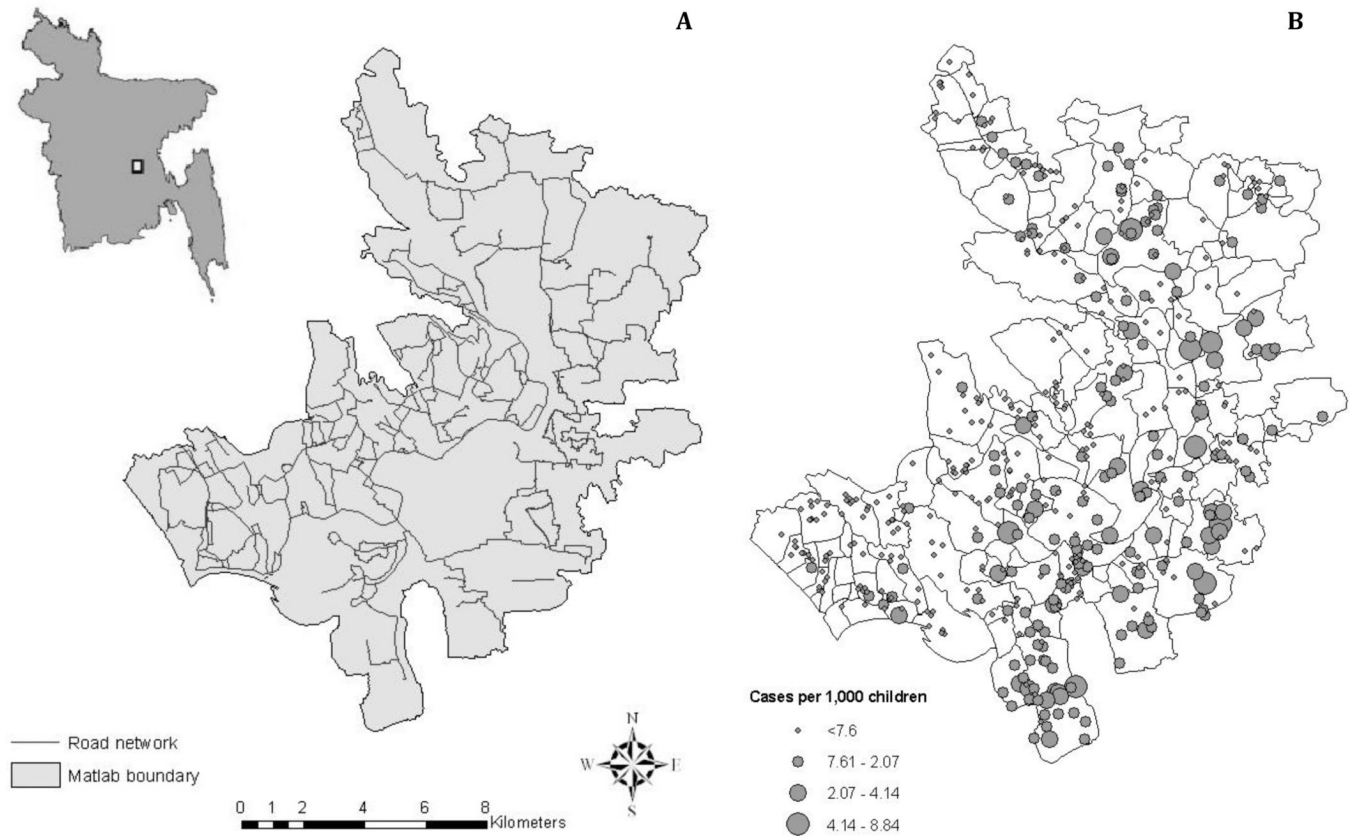 A
B
Road network
Matlab boundary
N
W E
S
0 1 2 4 6 8
Kilometers
Cases per 1,000 children
<7.6
7.61 - 2.07
2.07 - 4.14
4.14 - 8.84